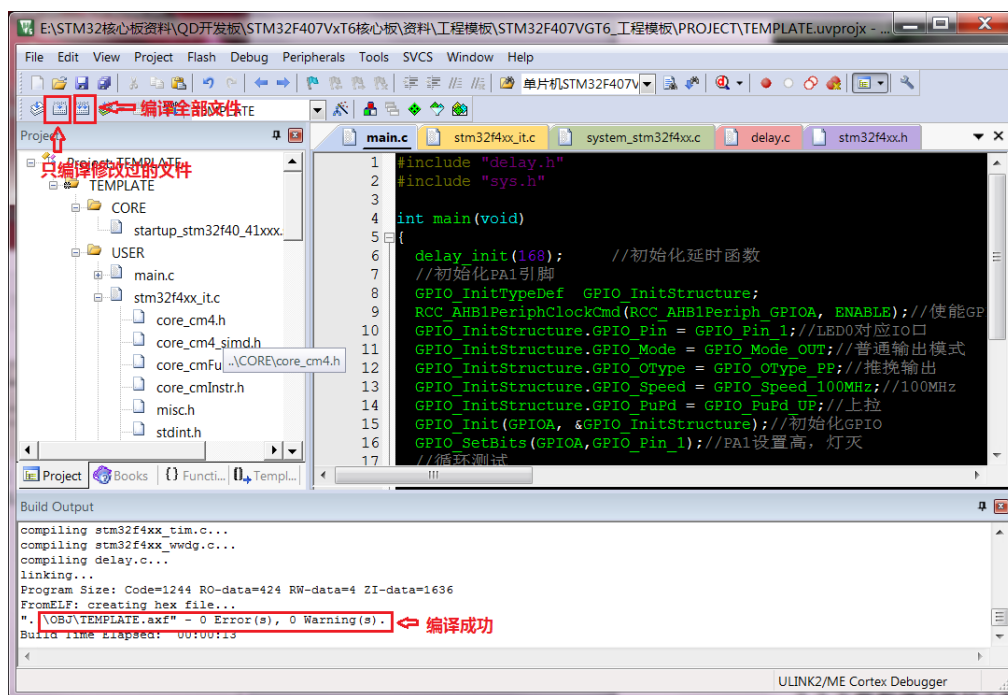 E:\STM32核心板资料\QD开发板\STM32F407VxT6核心板\资料\工程模板\STM32F407VGT6_工程模板\PROJECT\TEMPLATE.uvprojx - ...
File Edit View Project Flash Debug Peripherals Tools SVCS Window Help
单片机STM32F407V
编译全部文件
Project
main.c stm32f4xx_it.c system_stm32f4xx.c delay.c stm32f4xx.h
Project: TEMPLATE
只编译修改过的文件
TEMPLATE
CORE
startup_stm32f40_41xxx.
USER
main.c
stm32f4xx_it.c
core_cm4.h
core_cm4_simd.h
core_cmFu
..\CORE\core_cm4.h
core_cmInstr.h
misc.h
stdint.h
1 #include "delay.h"
2 #include "sys.h"
3
4 int main(void)
5 {
6 delay_init(168); //初始化延时函数
7 //初始化PA1引脚
8 GPIO_InitTypeDef GPIO_InitStructure;
9 RCC_AHB1PeriphClockCmd(RCC_AHB1Periph_GPIOA, ENABLE);//使能GP
10 GPIO_InitStructure.GPIO_Pin = GPIO_Pin_1;//LED0对应IO口
11 GPIO_InitStructure.GPIO_Mode = GPIO_Mode_OUT;//普通输出模式
12 GPIO_InitStructure.GPIO_OType = GPIO_OType_PP;//推挽输出
13 GPIO_InitStructure.GPIO_Speed = GPIO_Speed_100MHz;//100MHz
14 GPIO_InitStructure.GPIO_PuPd = GPIO_PuPd_UP;//上拉
15 GPIO_Init(GPIOA, &GPIO_InitStructure);//初始化GPIO
16 GPIO_SetBits(GPIOA,GPIO_Pin_1);//PA1设置高，灯灭
17 //循环测试
Project Books {} Functi... Templ...
Build Output
compiling stm32f4xx_tim.c...
compiling stm32f4xx_wwdg.c...
compiling delay.c...
linking...
Program Size: Code=1244 RO-data=424 RW-data=4 ZI-data=1636
FromELF: creating hex file...
"..\OBJ\TEMPLATE.axf" - 0 Error(s), 0 Warning(s).
编译成功
Build Time Elapsed: 00:00:13
ULINK2/ME Cortex Debugger